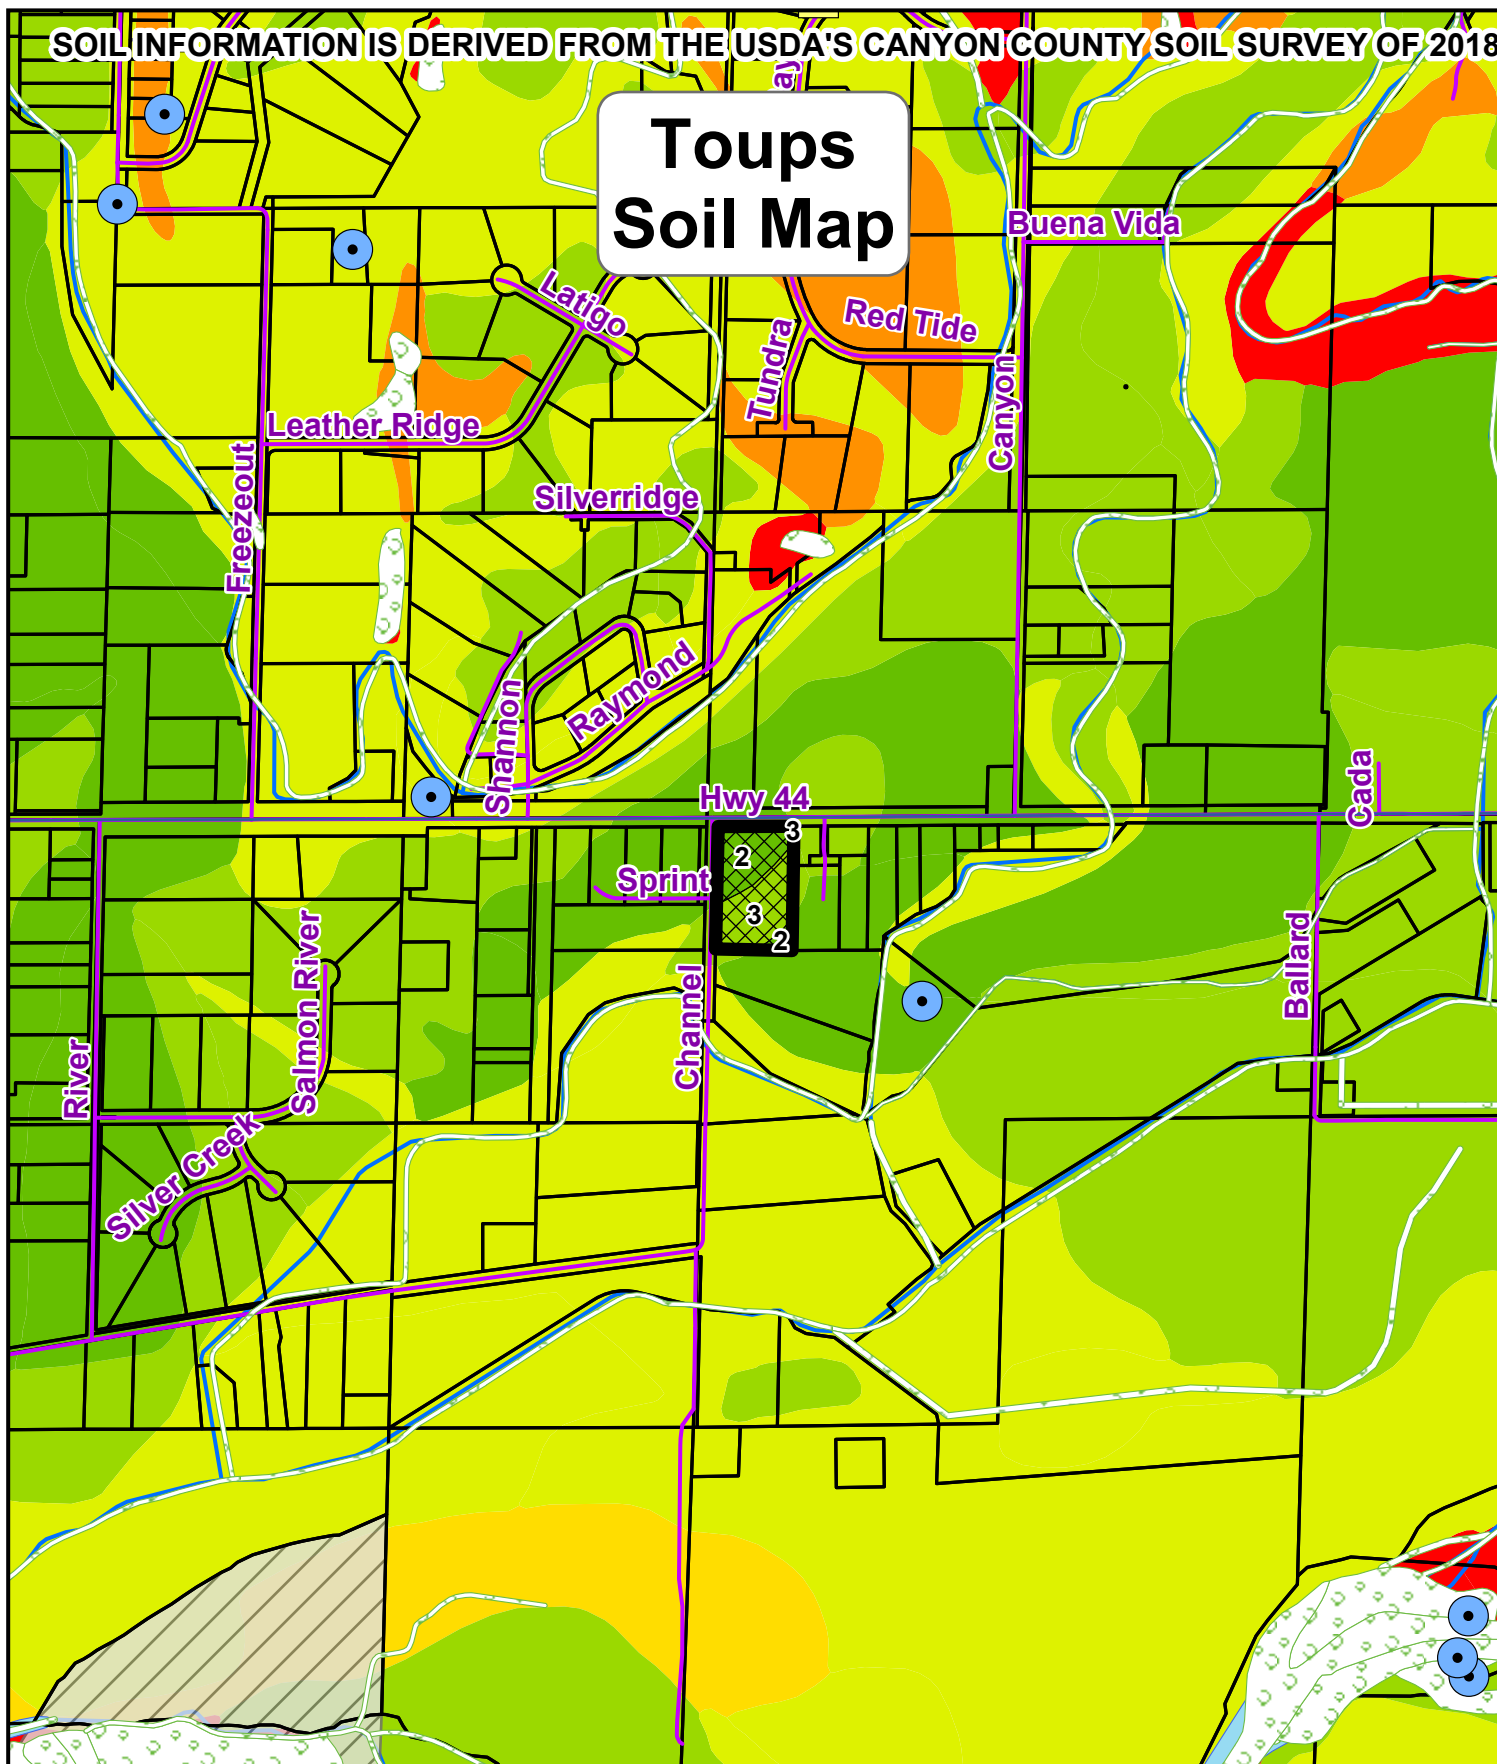 SOIL INFORMATION IS DERIVED FROM THE USDA'S CANYON COUNTY SOIL SURVEY OF 2018
ay
Toups
Soil Map
Buena Vida
Latigo
Red Tide
Tundra
Canyon
Leather Ridge
Freezeout
Silverridge
Raymond
Shannon
Cada
Hwy 44
3
2
Sprint
3
2
Salmon River
Ballard
Channel
River
Silver Creek